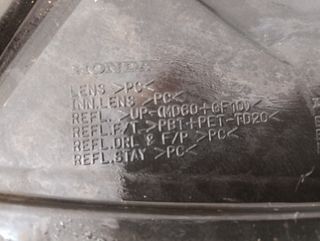 HONDA
LENS >PC<
INN.LENS >PC<
REFL. >UP-(MD60+GF10)<
REFL.F/T->PBT+PET-TD20<
REFL.DRL & F/P >PC<
REFL.STAY >PC<